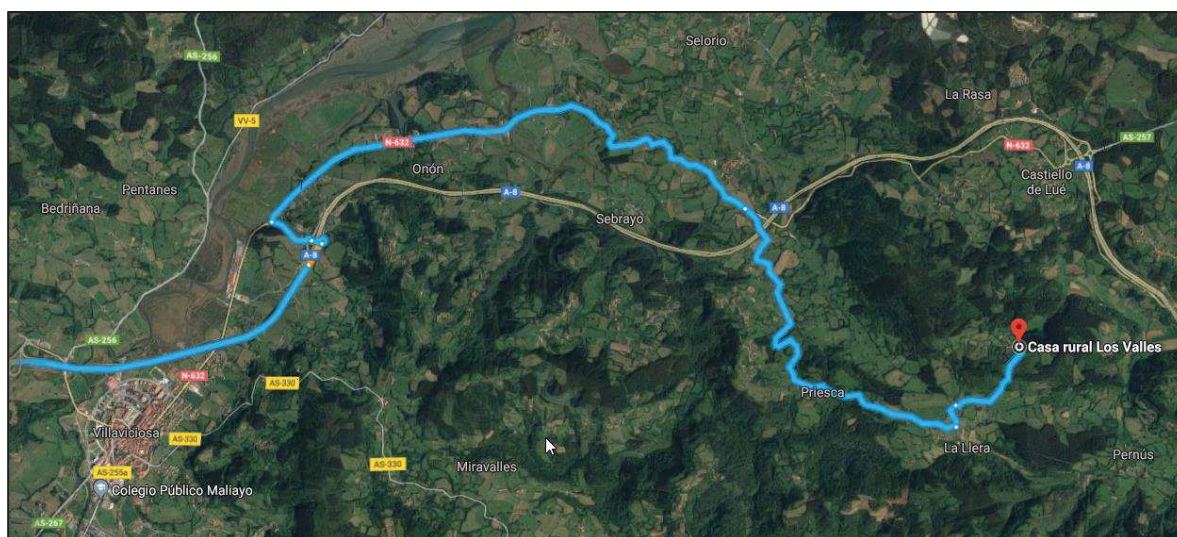 Selorio
AS-256
La Rasa
VV-5
AS-257
N-632
N-632
A-8
Castiello
de Lué
Onón
Pentanes
A-8
Bedriñana
A-8
Sebrayo
A-8
AS-256
Casa rural Los Valles
N-632
AS-330
Priesca
Villaviciosa
AS-330
La Llera
Pernús
AS-330
Miravalles
AS-255a
Colegio Público Maliayo
AS-267